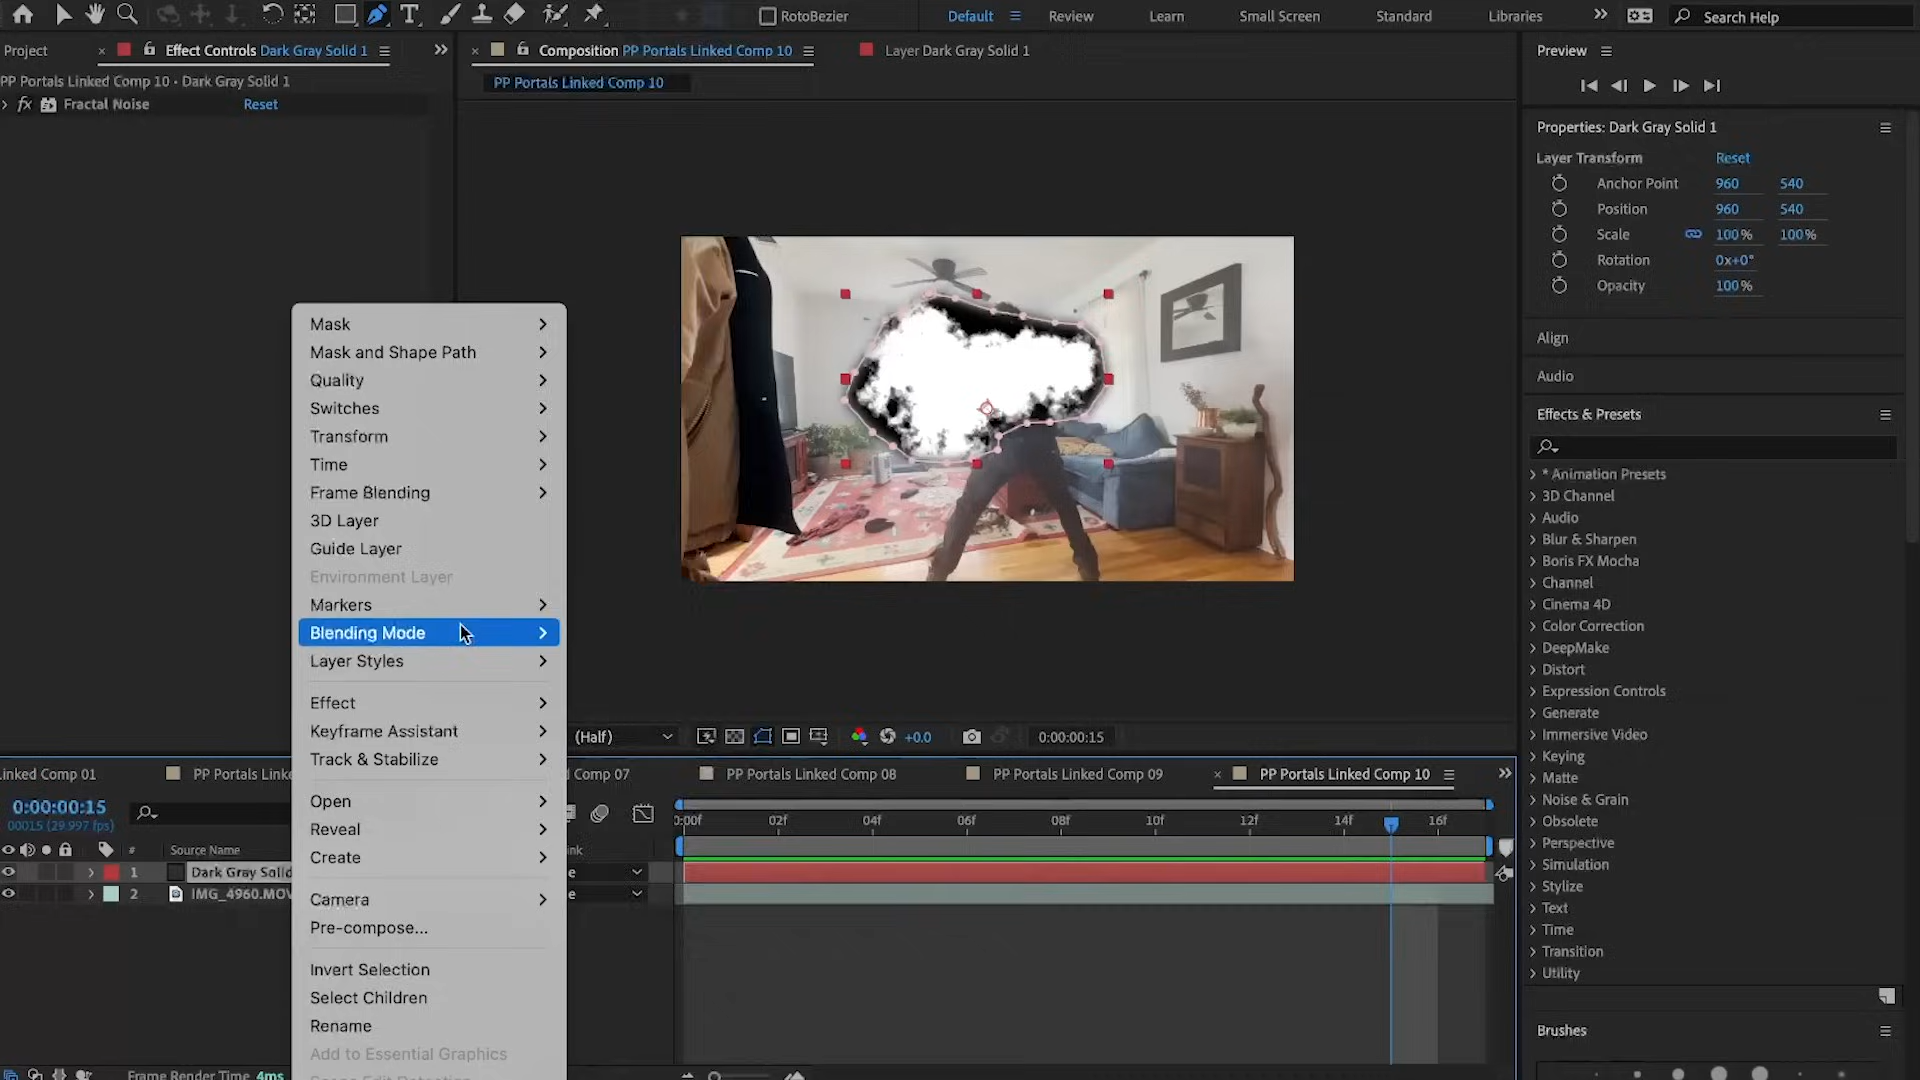 RotoBezier
Default
Review
Learn
Small Screen
Standard
Libraries
Search Help
Project
Effect Controls Dark Gray Solid 1
Composition PP Portals Linked Comp 10
Layer Dark Gray Solid 1
Preview
PP Portals Linked Comp 10 • Dark Gray Solid 1
PP Portals Linked Comp 10
fx Fractal Noise Reset
Properties: Dark Gray Solid 1
Layer Transform Reset
Anchor Point 960 540
Position 960 540
Scale 100% 100%
Rotation 0x+0°
Opacity 100%
Align
Audio
Effects & Presets
* Animation Presets
3D Channel
Audio
Blur & Sharpen
Boris FX Mocha
Channel
Cinema 4D
Color Correction
DeepMake
Distort
Expression Controls
Generate
Immersive Video
Keying
Matte
Noise & Grain
Obsolete
Perspective
Simulation
Stylize
Text
Time
Transition
Utility
Brushes
Mask
Mask and Shape Path
Quality
Switches
Transform
Time
Frame Blending
3D Layer
Guide Layer
Environment Layer
Markers
Blending Mode
Layer Styles
Effect
Keyframe Assistant
Track & Stabilize
Open
Reveal
Create
Camera
Pre-compose...
Invert Selection
Select Children
Rename
Add to Essential Graphics
(Half)
+0.0
0:00:00:15
inked Comp 01
PP Portals Linke
d Comp 07
PP Portals Linked Comp 08
PP Portals Linked Comp 09
PP Portals Linked Comp 10
0:00:00:15
00015 (29.997 fps)
:00f 02f 04f 06f 08f 10f 12f 14f 16f
# Source Name
ink
1 Dark Gray Solid
e
2 IMG_4960.MOV
e
Frame Render Time 4ms